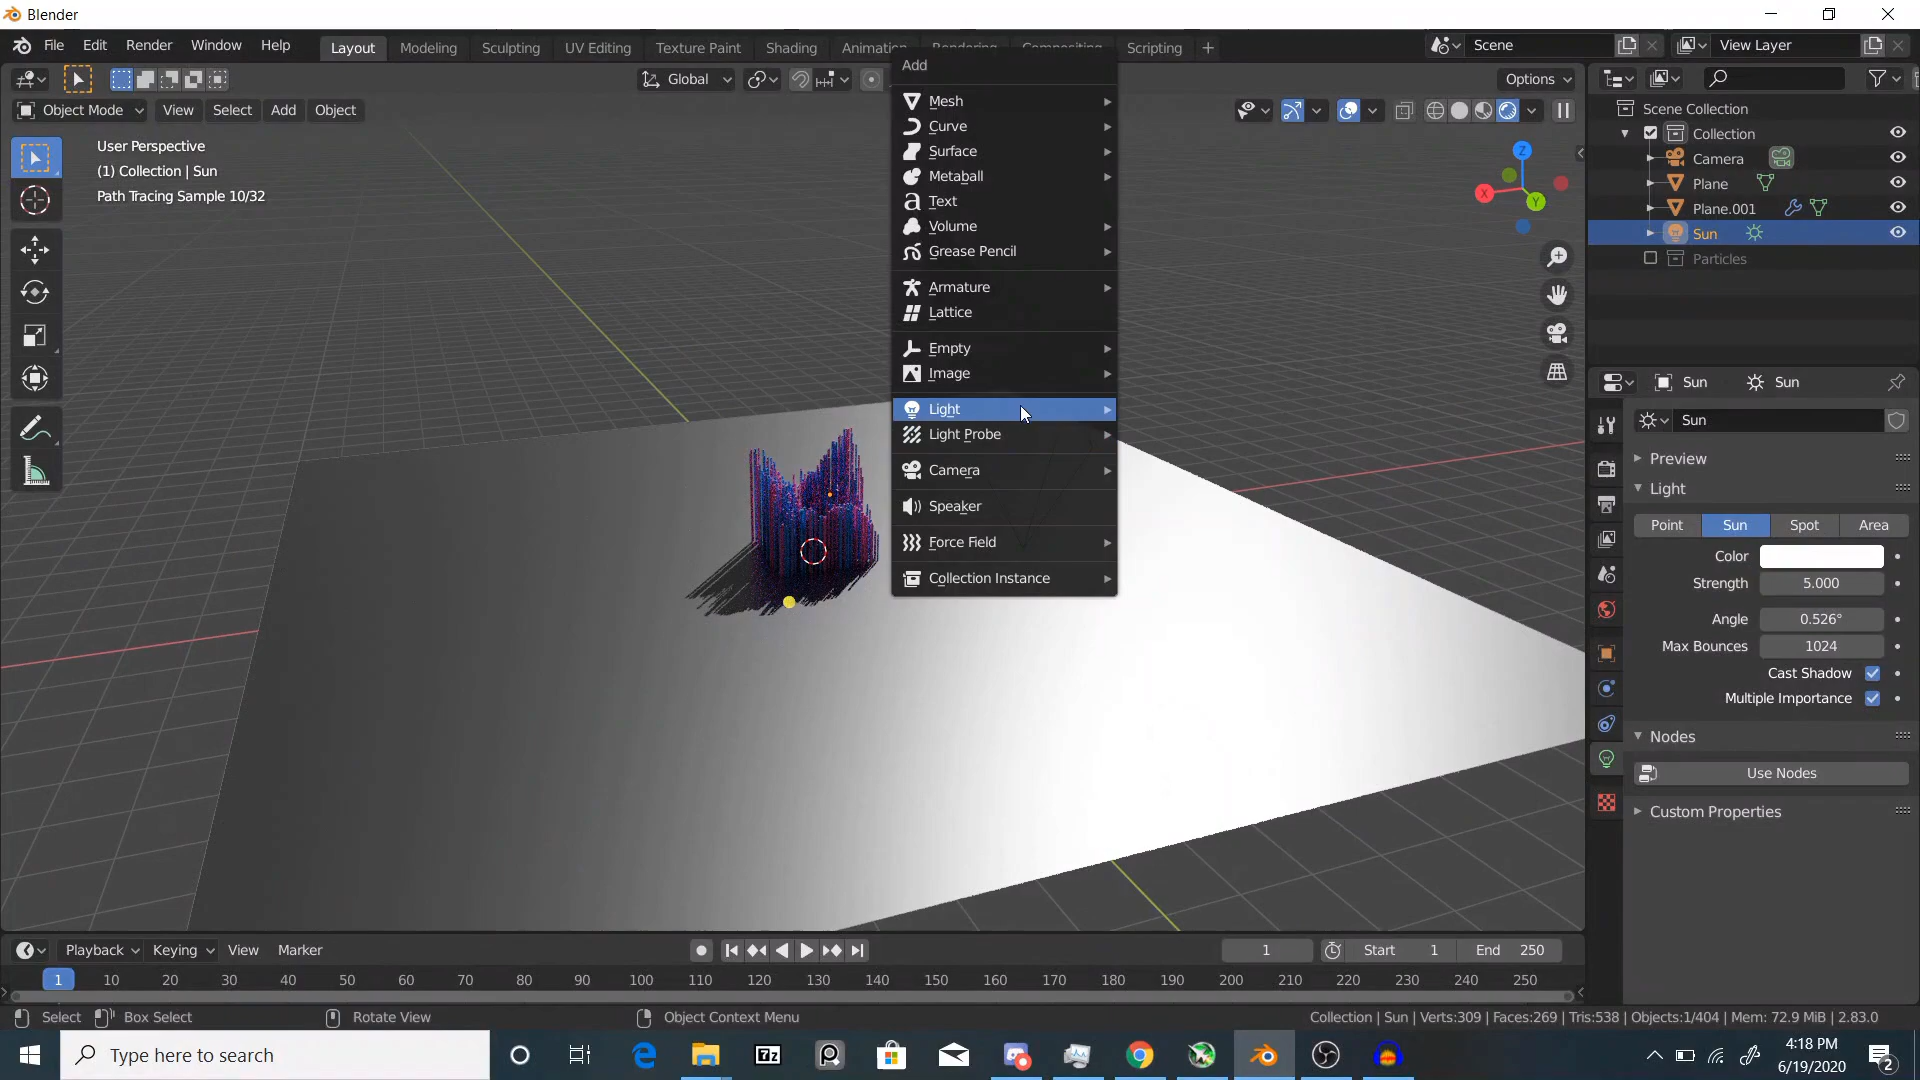 Blender
File Edit Render Window Help Layout Modeling Sculpting UV Editing Texture Paint Shading Animation Rendering Compositing Scripting + Scene View Layer
Global Options
Object Mode View Select Add Object
User Perspective
(1) Collection | Sun
Path Tracing Sample 10/32
Add
Mesh
Curve
Surface
Metaball
Text
Volume
Grease Pencil
Armature
Lattice
Empty
Image
Light
Light Probe
Camera
Speaker
Force Field
Collection Instance
Z
X
Y
Scene Collection
Collection
Camera
Plane
Plane.001
Sun
Particles
Sun Sun
Sun
Preview
Light
Point Sun Spot Area
Color
Strength 5.000
Angle 0.526°
Max Bounces 1024
Cast Shadow
Multiple Importance
Nodes
Use Nodes
Custom Properties
Playback Keying View Marker 1 Start 1 End 250
1 10 20 30 40 50 60 70 80 90 100 110 120 130 140 150 160 170 180 190 200 210 220 230 240 250
Select Box Select Rotate View Object Context Menu Collection | Sun | Verts:309 | Faces:269 | Tris:538 | Objects:1/404 | Mem: 72.9 MiB | 2.83.0
Type here to search 7z 4:18 PM
6/19/2020 2